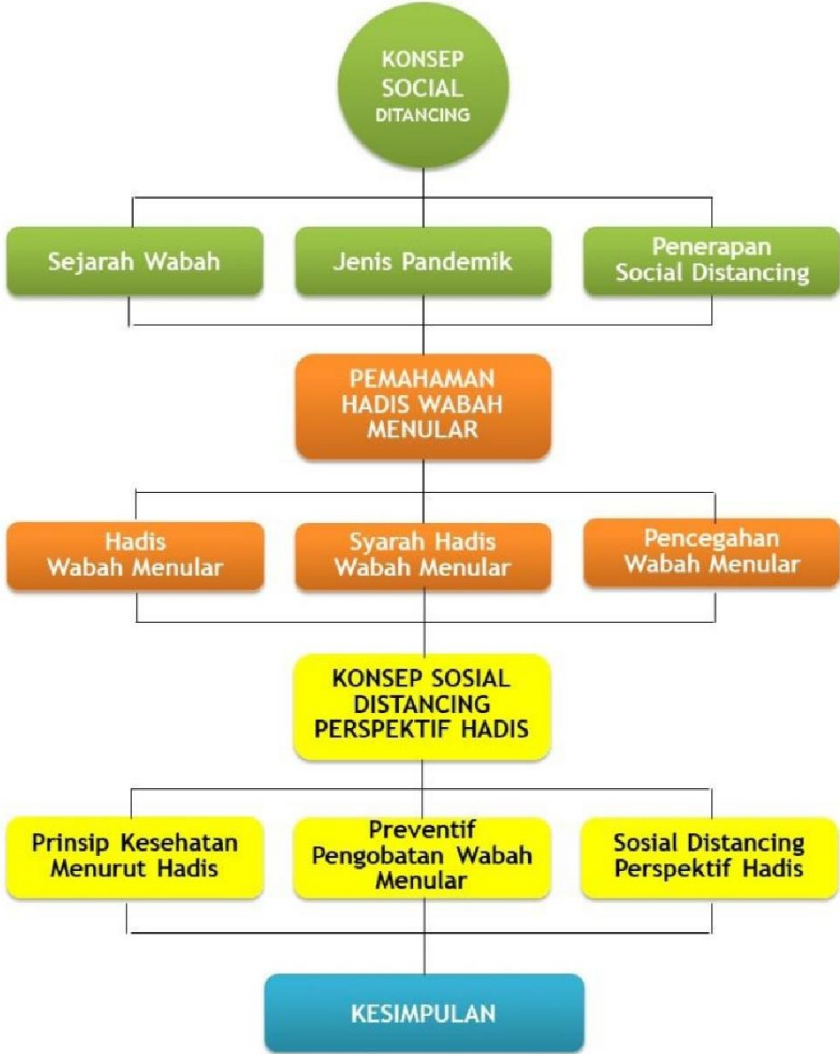 KONSEP
SOCIAL
DITANCING
Sejarah Wabah
Jenis Pandemik
Penerapan
Social Distancing
PEMAHAMAN
HADIS WABAH
MENULAR
Hadis
Wabah Menular
Syarah Hadis
Wabah Menular
Pencegahan
Wabah Menular
KONSEP SOSIAL
DISTANCING
PERSPEKTIF HADIS
Prinsip Kesehatan
Menurut Hadis
Preventif
Pengobatan Wabah
Menular
Sosial Distancing
Perspektif Hadis
KESIMPULAN